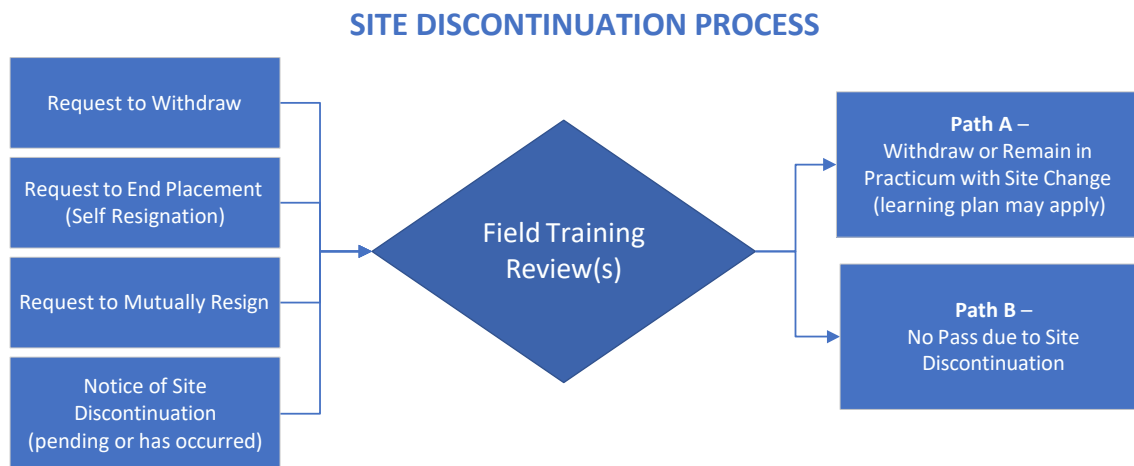 SITE DISCONTINUATION PROCESS
Request to Withdraw
Request to End Placement
(Self Resignation)
Request to Mutually Resign
Notice of Site
Discontinuation
(pending or has occurred)
Field Training
Review(s)
Path A –
Withdraw or Remain in
Practicum with Site Change
(learning plan may apply)
Path B –
No Pass due to Site
Discontinuation